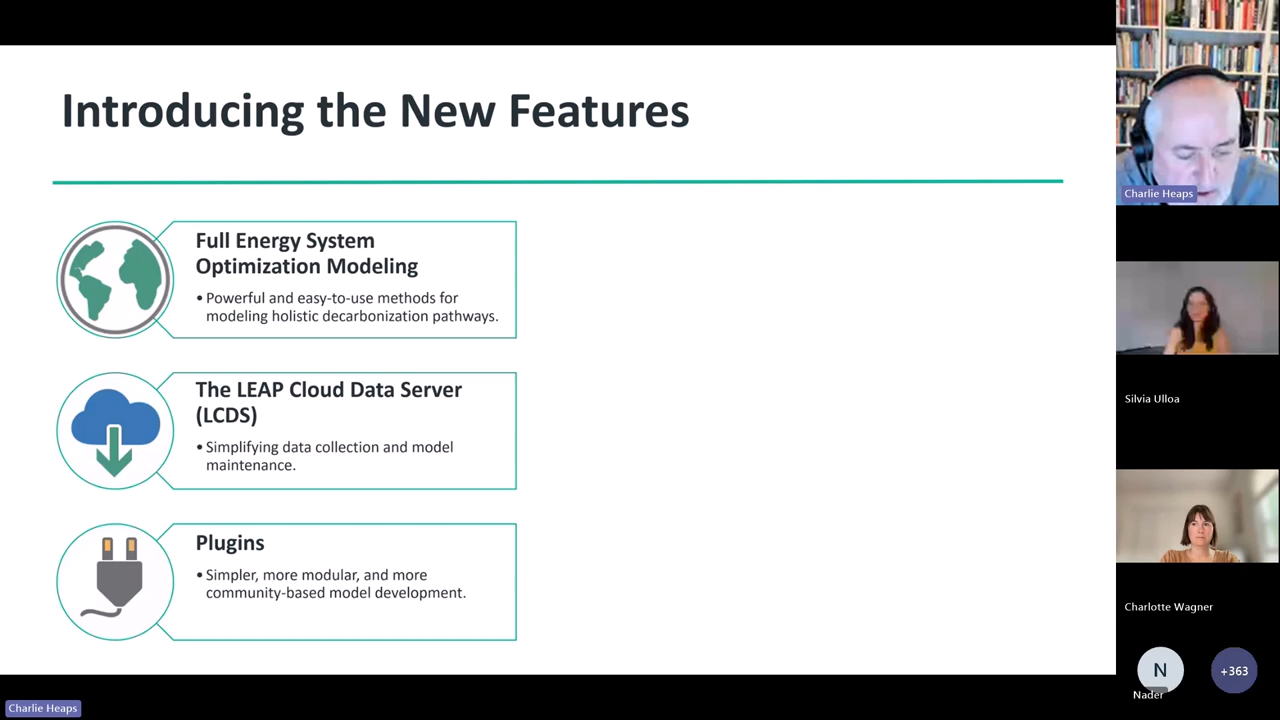 Introducing the New Features
Full Energy System
Optimization Modeling
• Powerful and easy-to-use methods for
modeling holistic decarbonization pathways.
The LEAP Cloud Data Server
(LCDS)
• Simplifying data collection and model
maintenance.
Plugins
• Simpler, more modular, and more
community-based model development.
Charlie Heaps
Silvia Ulloa
Charlotte Wagner
N
+363
Nader
Charlie Heaps